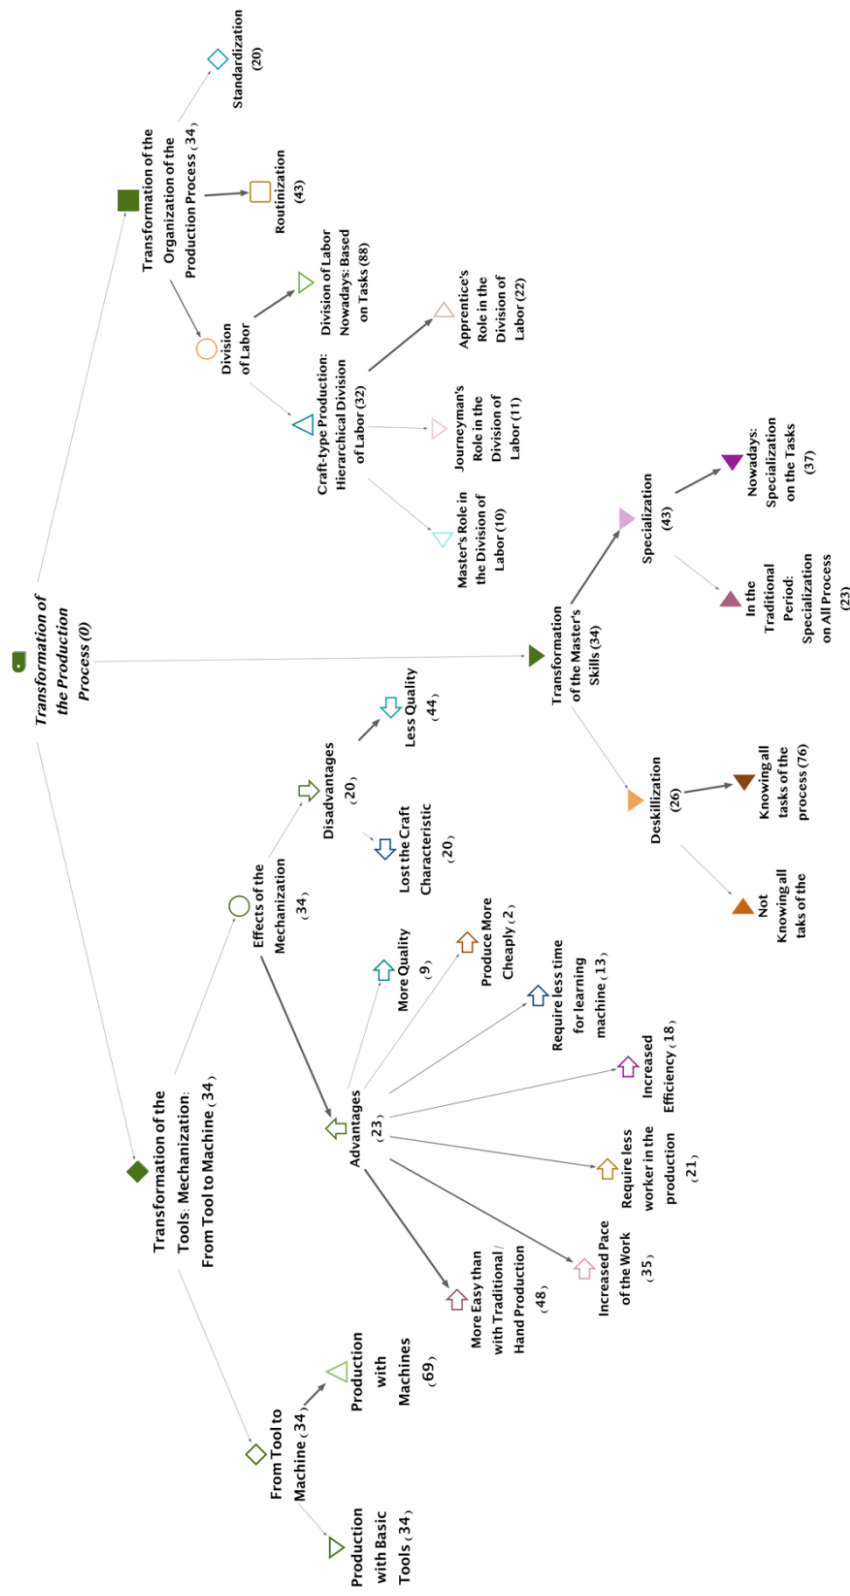 Transformation of
the Production
Process (0)
Transformation of the
Tools: Mechanization:
From Tool to Machine (34)
Transformation of the
Organization of the
Production Process (34)
From Tool to
Machine (34)
Production
with Basic
Tools (34)
Production
with
Machines
(69)
Effects of the
Mechanization
(34)
Advantages
(23)
More Easy than
with Traditional/
Hand Production
(48)
Increased Pace
of the Work
(35)
Require less
worker in the
production
(21)
Increased
Efficiency (18)
Require less time
for learning
machine (13)
Produce More
Cheaply (2)
More Quality
(9)
Disadvantages
(20)
Lost the Craft
Characteristic
(20)
Less Quality
(44)
Transformation
of the Master's
Skills (34)
Deskillization
(26)
Not
Knowing all
taks of the
Knowing all
tasks of the
process (76)
Specialization
(43)
In the
Traditional
Period:
Specialization
on All Process
(23)
Nowadays:
Specialization
on the Tasks
(37)
Division
of Labor
Craft-type Production:
Hierarchical Division
of Labor (32)
Master's Role in
the Division of
Labor (10)
Journeyman's
Role in the
Division of
Labor (11)
Apprentice's
Role in the
Division of
Labor (22)
Division of Labor
Nowadays: Based
on Tasks (88)
Routinization
(43)
Standardization
(20)